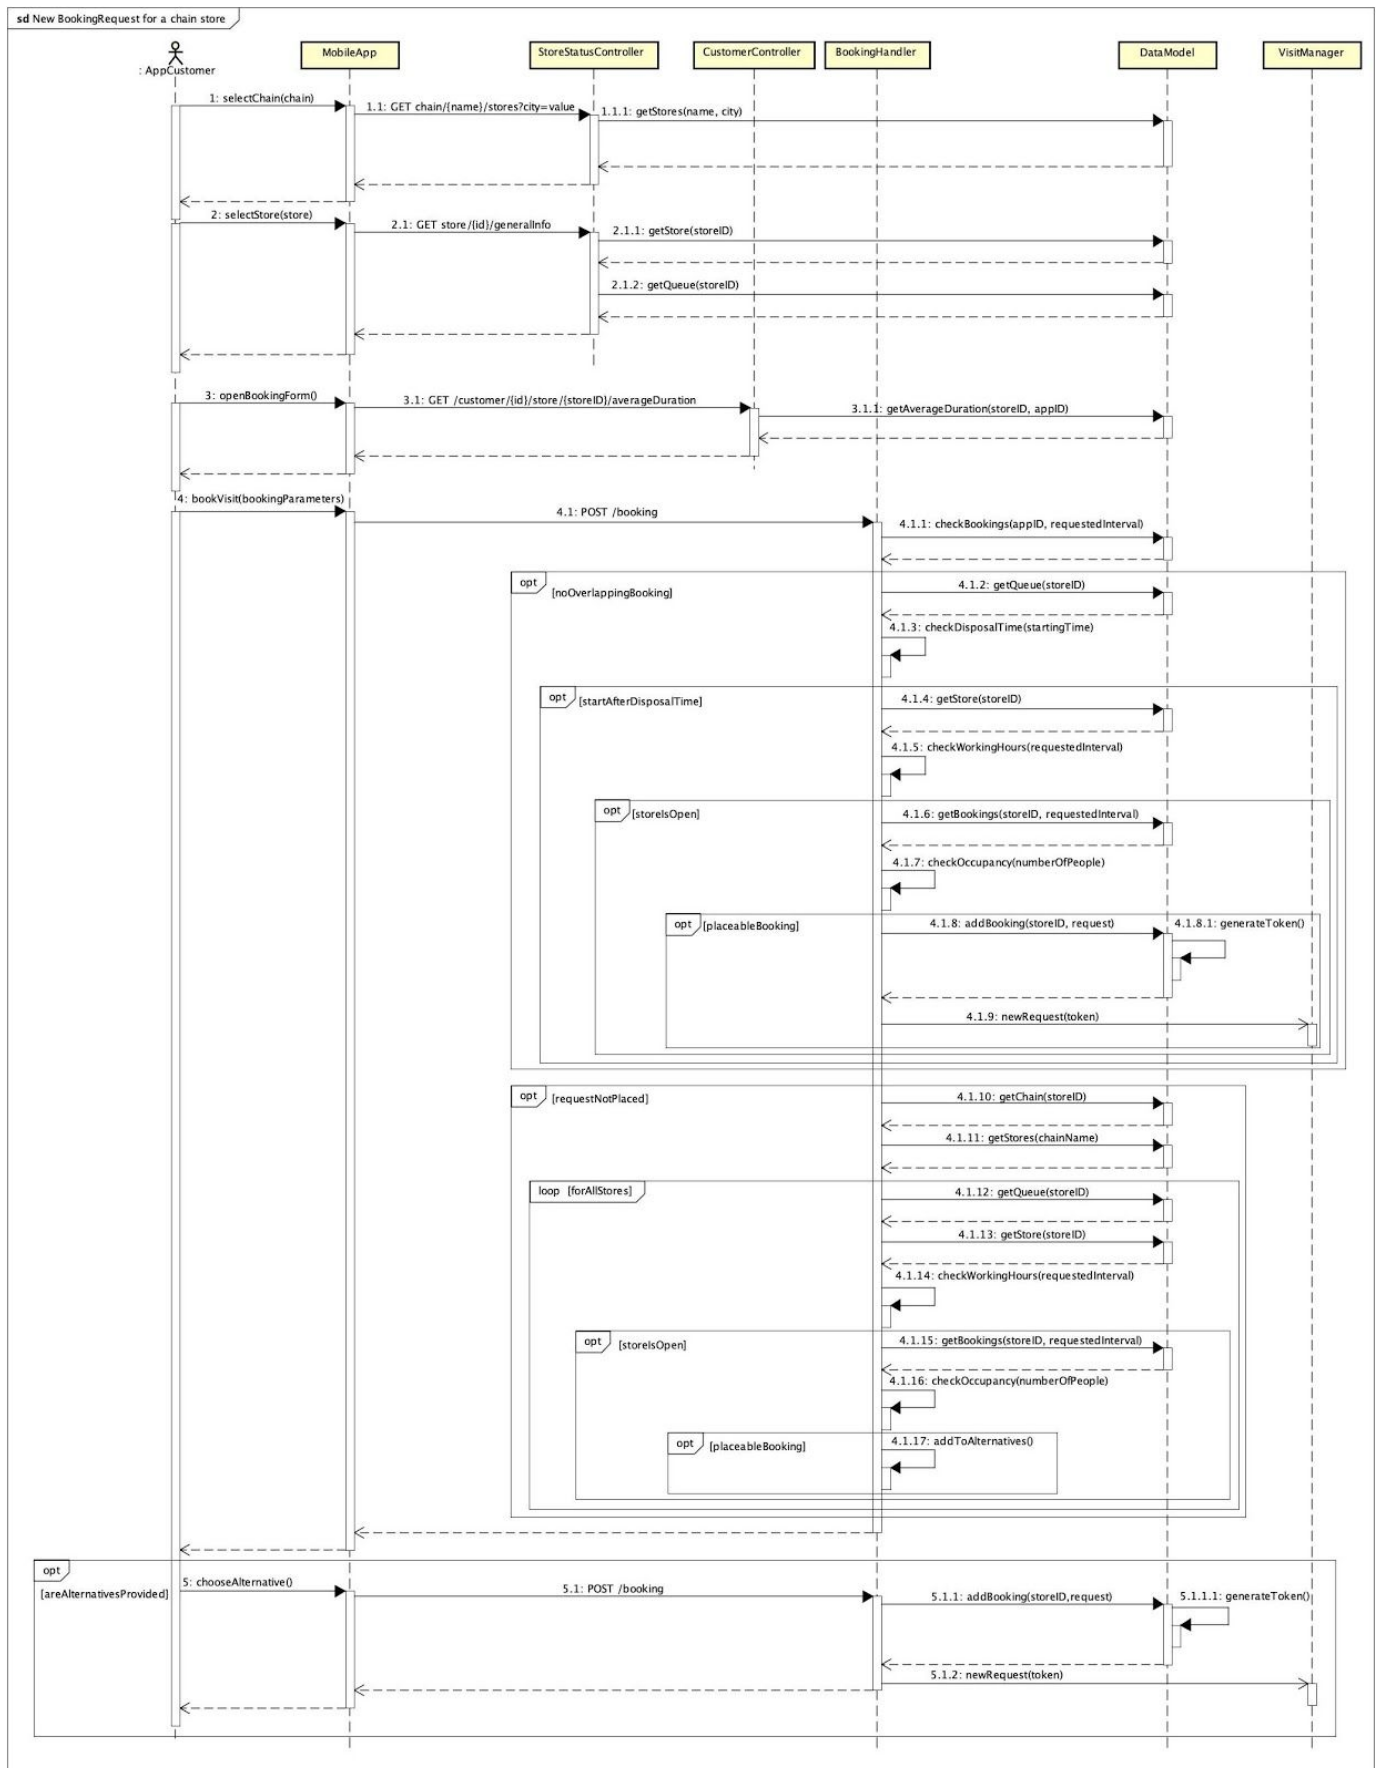 sd New BookingRequest for a chain store
: AppCustomer
MobileApp
StoreStatusController
CustomerController
BookingHandler
DataModel
VisitManager
1: selectChain(chain)
1.1: GET chain/{name}/stores?city=value
1.1.1: getStores(name, city)
2: selectStore(store)
2.1: GET store/{id}/generalInfo
2.1.1: getStore(storeID)
2.1.2: getQueue(storeID)
3: openBookingForm()
3.1: GET /customer/{id}/store/{storeID}/averageDuration
3.1.1: getAverageDuration(storeID, appID)
4: bookVisit(bookingParameters)
4.1: POST /booking
4.1.1: checkBookings(appID, requestedInterval)
opt
[noOverlappingBooking]
4.1.2: getQueue(storeID)
4.1.3: checkDisposalTime(startingTime)
opt
[startAfterDisposalTime]
4.1.4: getStore(storeID)
4.1.5: checkWorkingHours(requestedInterval)
opt
[storeIsOpen]
4.1.6: getBookings(storeID, requestedInterval)
4.1.7: checkOccupancy(numberOfPeople)
opt
[placeableBooking]
4.1.8: addBooking(storeID, request)
4.1.8.1: generateToken()
4.1.9: newRequest(token)
opt
[requestNotPlaced]
4.1.10: getChain(storeID)
4.1.11: getStores(chainName)
loop [forAllStores]
4.1.12: getQueue(storeID)
4.1.13: getStore(storeID)
4.1.14: checkWorkingHours(requestedInterval)
opt
[storeIsOpen]
4.1.15: getBookings(storeID, requestedInterval)
4.1.16: checkOccupancy(numberOfPeople)
opt
[placeableBooking]
4.1.17: addToAlternatives()
opt
[areAlternativesProvided]
5: chooseAlternative()
5.1: POST /booking
5.1.1: addBooking(storeID,request)
5.1.1.1: generateToken()
5.1.2: newRequest(token)